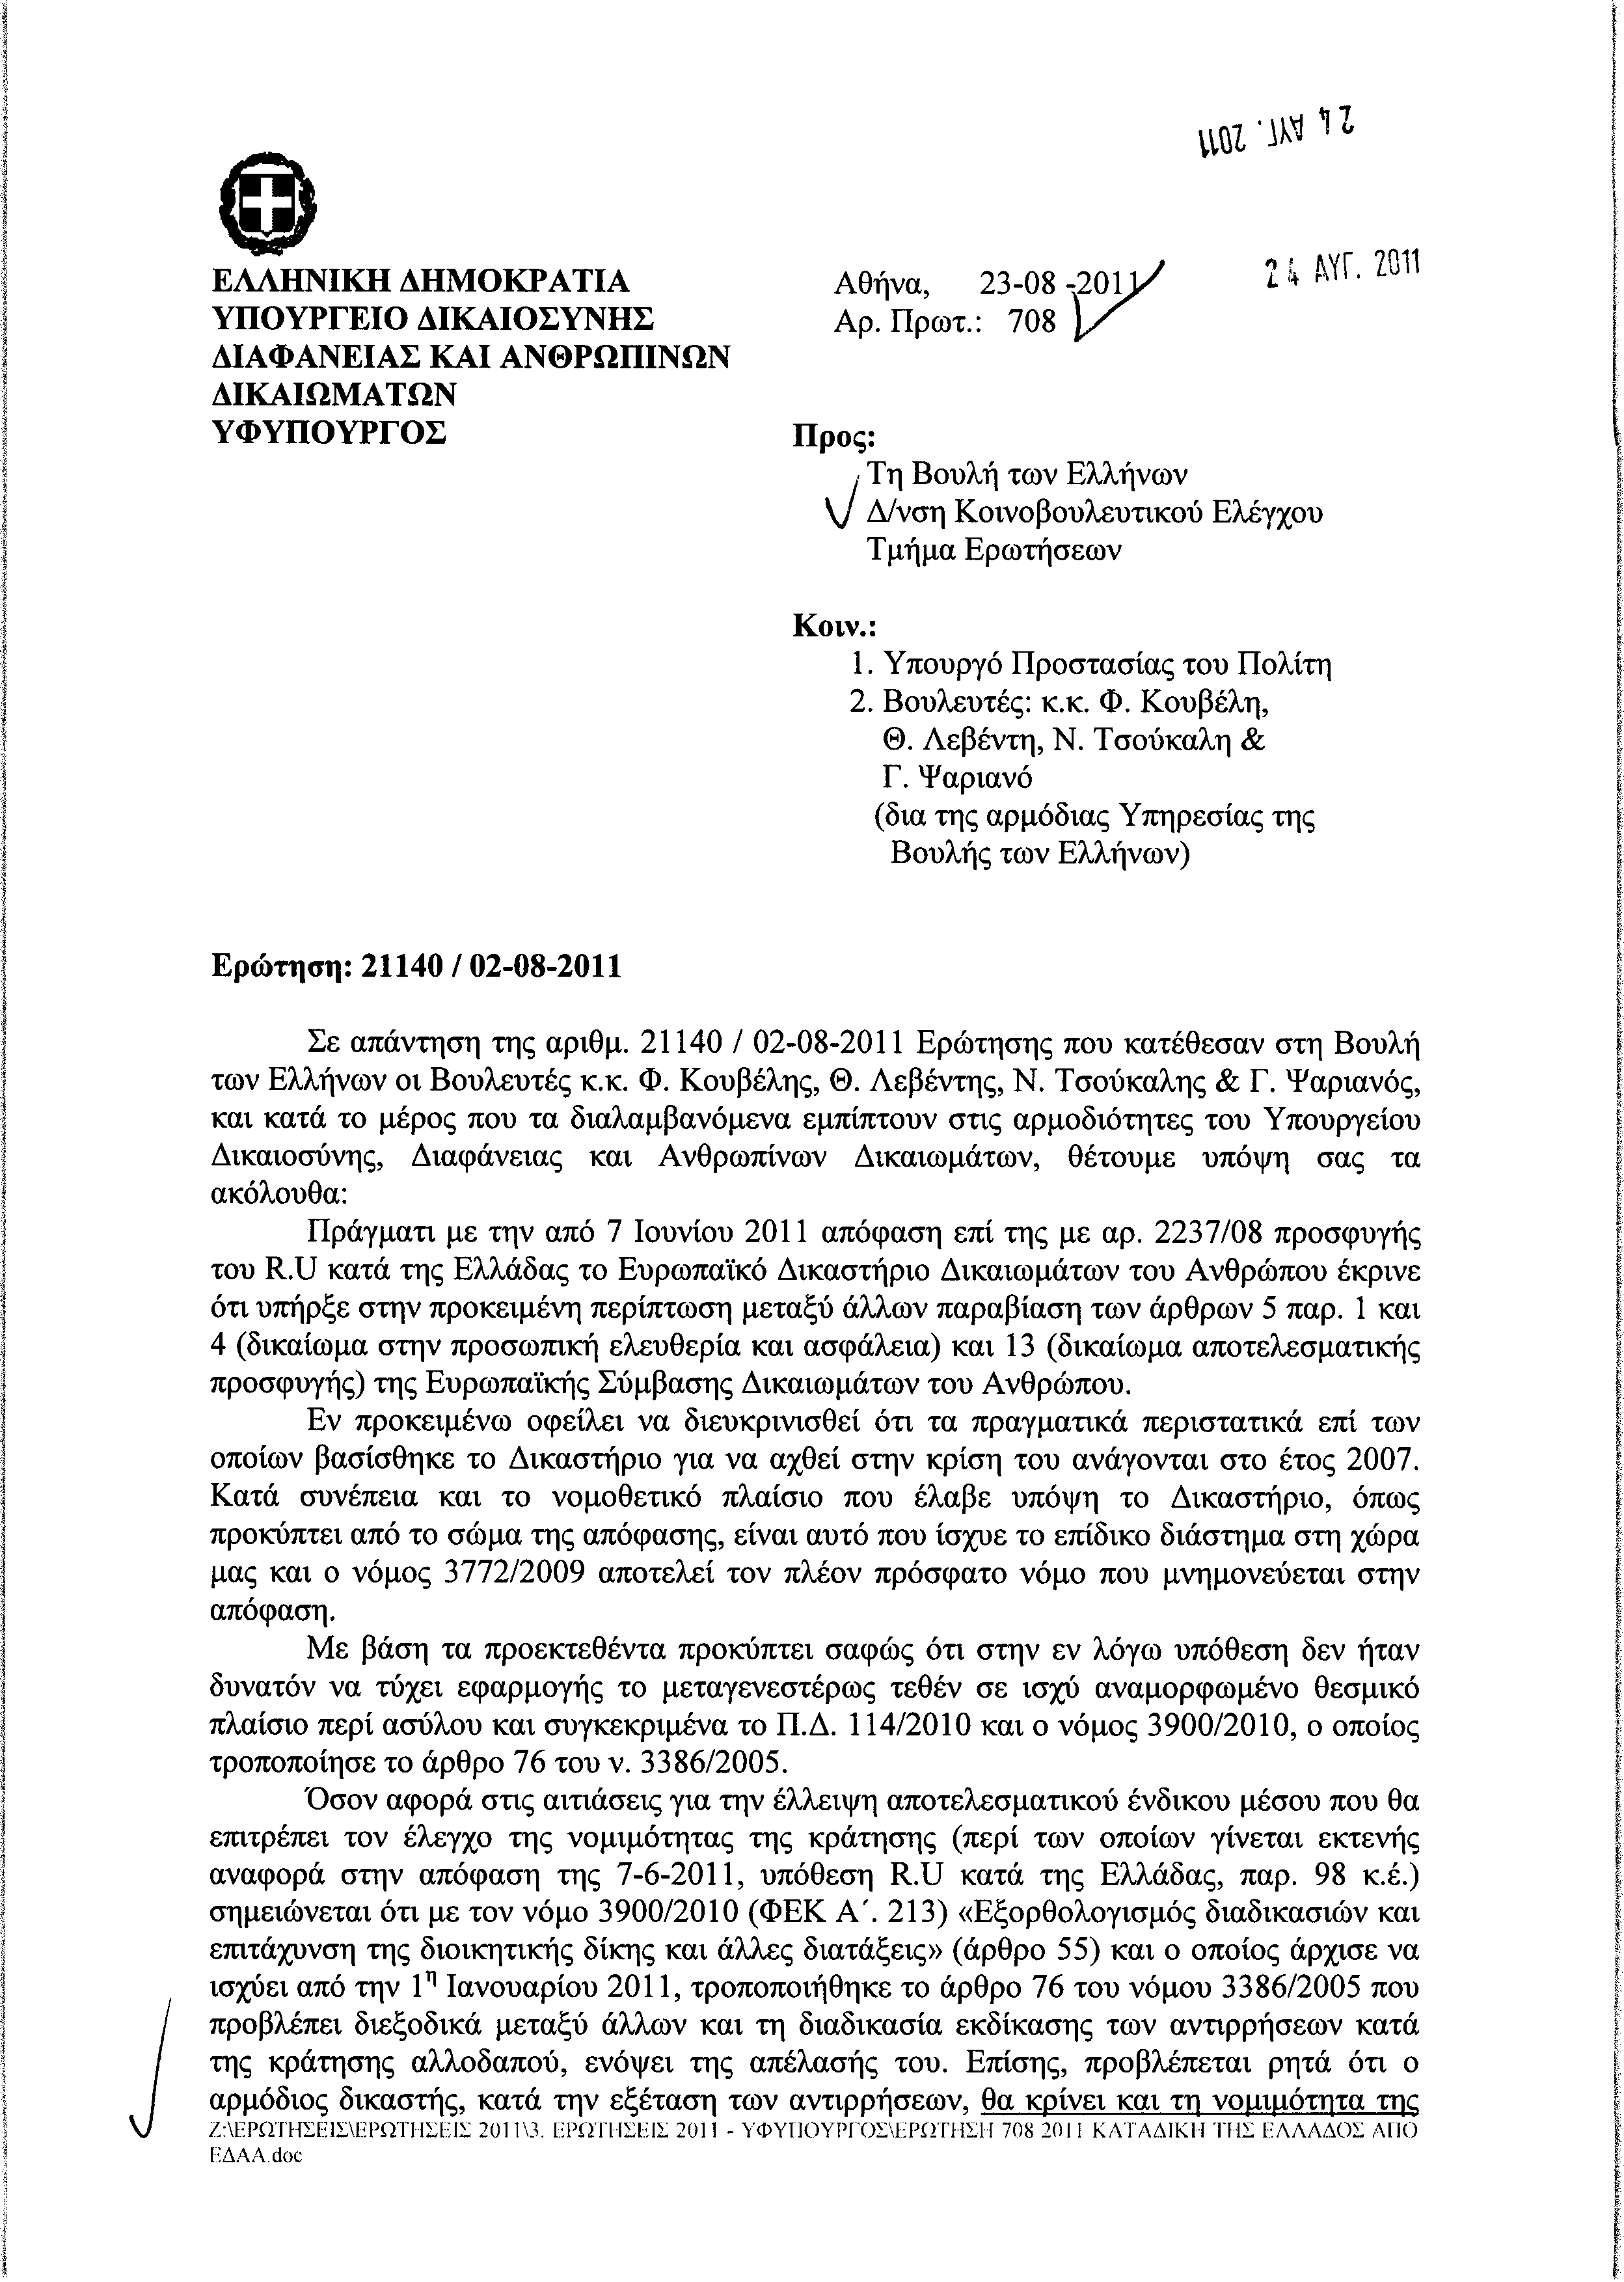 24 ΑΥΓ. 2011
ΕΛΛΗΝΙΚΗ ΔΗΜΟΚΡΑΤΙΑ
ΥΠΟΥΡΓΕΙΟ ΔΙΚΑΙΟΣΥΝΗΣ
ΔΙΑΦΑΝΕΙΑΣ ΚΑΙ ΑΝΘΡΩΠΙΝΩΝ
ΔΙΚΑΙΩΜΑΤΩΝ
ΥΦΥΠΟΥΡΓΟΣ
Αθήνα, 23-08 -2011
Αρ. Πρωτ.: 708
24 ΑΥΓ. 2011
Προς:
Τη Βουλή των Ελλήνων
Δ/νση Κοινοβουλευτικού Ελέγχου
Τμήμα Ερωτήσεων
Κοιν.:
1. Υπουργό Προστασίας του Πολίτη
2. Βουλευτές: κ.κ. Φ. Κουβέλη,
Θ. Λεβέντη, Ν. Τσούκαλη &
Γ. Ψαριανό
(δια της αρμόδιας Υπηρεσίας της
Βουλής των Ελλήνων)
Ερώτηση: 21140 / 02-08-2011
Σε απάντηση της αριθμ. 21140 / 02-08-2011 Ερώτησης που κατέθεσαν στη Βουλή
των Ελλήνων οι Βουλευτές κ.κ. Φ. Κουβέλης, Θ. Λεβέντης, Ν. Τσούκαλης & Γ. Ψαριανός,
και κατά το μέρος που τα διαλαμβανόμενα εμπίπτουν στις αρμοδιότητες του Υπουργείου
Δικαιοσύνης, Διαφάνειας και Ανθρωπίνων Δικαιωμάτων, θέτουμε υπόψη σας τα
ακόλουθα:
Πράγματι με την από 7 Ιουνίου 2011 απόφαση επί της με αρ. 2237/08 προσφυγής
του R.U κατά της Ελλάδας το Ευρωπαϊκό Δικαστήριο Δικαιωμάτων του Ανθρώπου έκρινε
ότι υπήρξε στην προκειμένη περίπτωση μεταξύ άλλων παραβίαση των άρθρων 5 παρ. 1 και
4 (δικαίωμα στην προσωπική ελευθερία και ασφάλεια) και 13 (δικαίωμα αποτελεσματικής
προσφυγής) της Ευρωπαϊκής Σύμβασης Δικαιωμάτων του Ανθρώπου.
Εν προκειμένω οφείλει να διευκρινισθεί ότι τα πραγματικά περιστατικά επί των
οποίων βασίσθηκε το Δικαστήριο για να αχθεί στην κρίση του ανάγονται στο έτος 2007.
Κατά συνέπεια και το νομοθετικό πλαίσιο που έλαβε υπόψη το Δικαστήριο, όπως
προκύπτει από το σώμα της απόφασης, είναι αυτό που ίσχυε το επίδικο διάστημα στη χώρα
μας και ο νόμος 3772/2009 αποτελεί τον πλέον πρόσφατο νόμο που μνημονεύεται στην
απόφαση.
Με βάση τα προεκτεθέντα προκύπτει σαφώς ότι στην εν λόγω υπόθεση δεν ήταν
δυνατόν να τύχει εφαρμογής το μεταγενεστέρως τεθέν σε ισχύ αναμορφωμένο θεσμικό
πλαίσιο περί ασύλου και συγκεκριμένα το Π.Δ. 114/2010 και ο νόμος 3900/2010, ο οποίος
τροποποίησε το άρθρο 76 του ν. 3386/2005.
Όσον αφορά στις αιτιάσεις για την έλλειψη αποτελεσματικού ένδικου μέσου που θα
επιτρέπει τον έλεγχο της νομιμότητας της κράτησης (περί των οποίων γίνεται εκτενής
αναφορά στην απόφαση της 7-6-2011, υπόθεση R.U κατά της Ελλάδας, παρ. 98 κ.έ.)
σημειώνεται ότι με τον νόμο 3900/2010 (ΦΕΚ Α΄. 213) «Εξορθολογισμός διαδικασιών και
επιτάχυνση της διοικητικής δίκης και άλλες διατάξεις» (άρθρο 55) και ο οποίος άρχισε να
ισχύει από την 1η Ιανουαρίου 2011, τροποποιήθηκε το άρθρο 76 του νόμου 3386/2005 που
προβλέπει διεξοδικά μεταξύ άλλων και τη διαδικασία εκδίκασης των αντιρρήσεων κατά
της κράτησης αλλοδαπού, ενόψει της απέλασής του. Επίσης, προβλέπεται ρητά ότι ο
αρμόδιος δικαστής, κατά την εξέταση των αντιρρήσεων, θα κρίνει και τη νομιμότητα της
Z:\ΕΡΩΤΗΣΕΙΣ\ΕΡΩΤΗΣΕΙΣ 2011\3. ΕΡΩΤΗΣΕΙΣ 2011 - ΥΦΥΠΟΥΡΓΟΣ\ΕΡΩΤΗΣΗ 708 2011 ΚΑΤΑΔΙΚΗ ΤΗΣ ΕΛΛΑΔΟΣ ΑΠΟ
ΕΔΑΑ.doc